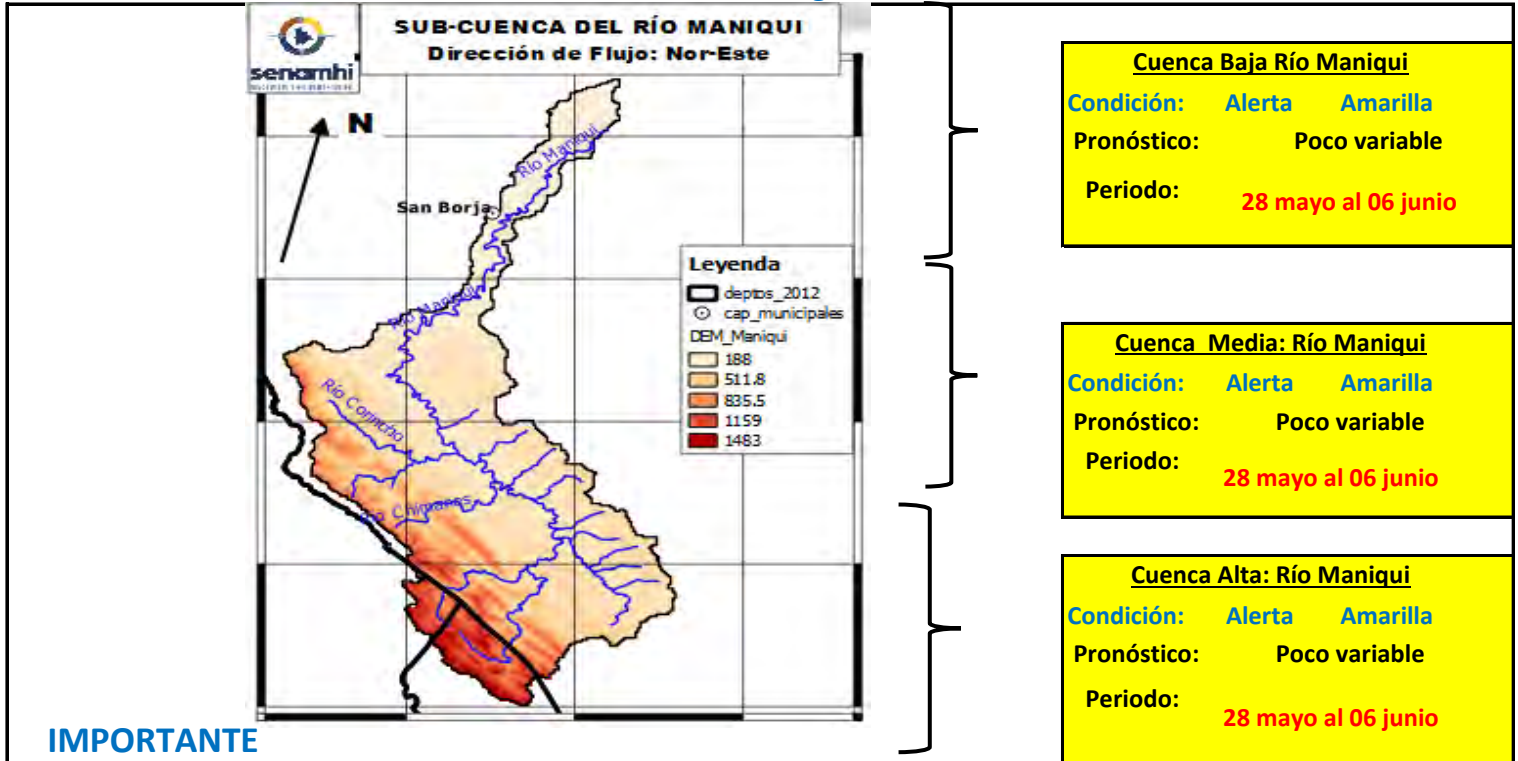 SUB-CUENCA DEL RÍO MANIQUI
Dirección de Flujo: Nor-Este
senamhi
N
Río Maniqui
San Borja
Río Maniqui
Río Corincho
Río Chimanes
Leyenda
deptos_2012
cap_municipales
DEM_Maniqui
188
511.8
835.5
1159
1483
IMPORTANTE
Cuenca Baja Río Maniqui
Condición: Alerta Amarilla
Pronóstico: Poco variable
Periodo: 28 mayo al 06 junio
Cuenca Media: Río Maniqui
Condición: Alerta Amarilla
Pronóstico: Poco variable
Periodo: 28 mayo al 06 junio
Cuenca Alta: Río Maniqui
Condición: Alerta Amarilla
Pronóstico: Poco variable
Periodo: 28 mayo al 06 junio